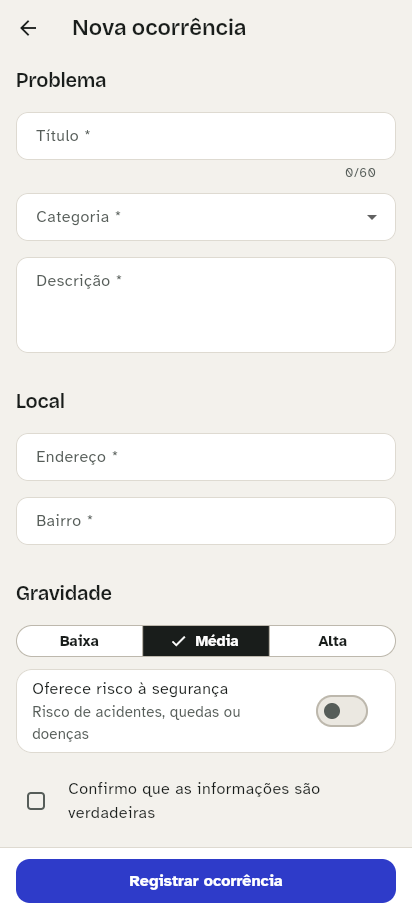 Nova ocorrência
Problema
Título *
0/60
Categoria *
Descrição *
Local
Endereço *
Bairro *
Gravidade
Baixa
Média
Alta
Oferece risco à segurança
Risco de acidentes, quedas ou
doenças
Confirmo que as informações são
verdadeiras
Registrar ocorrência